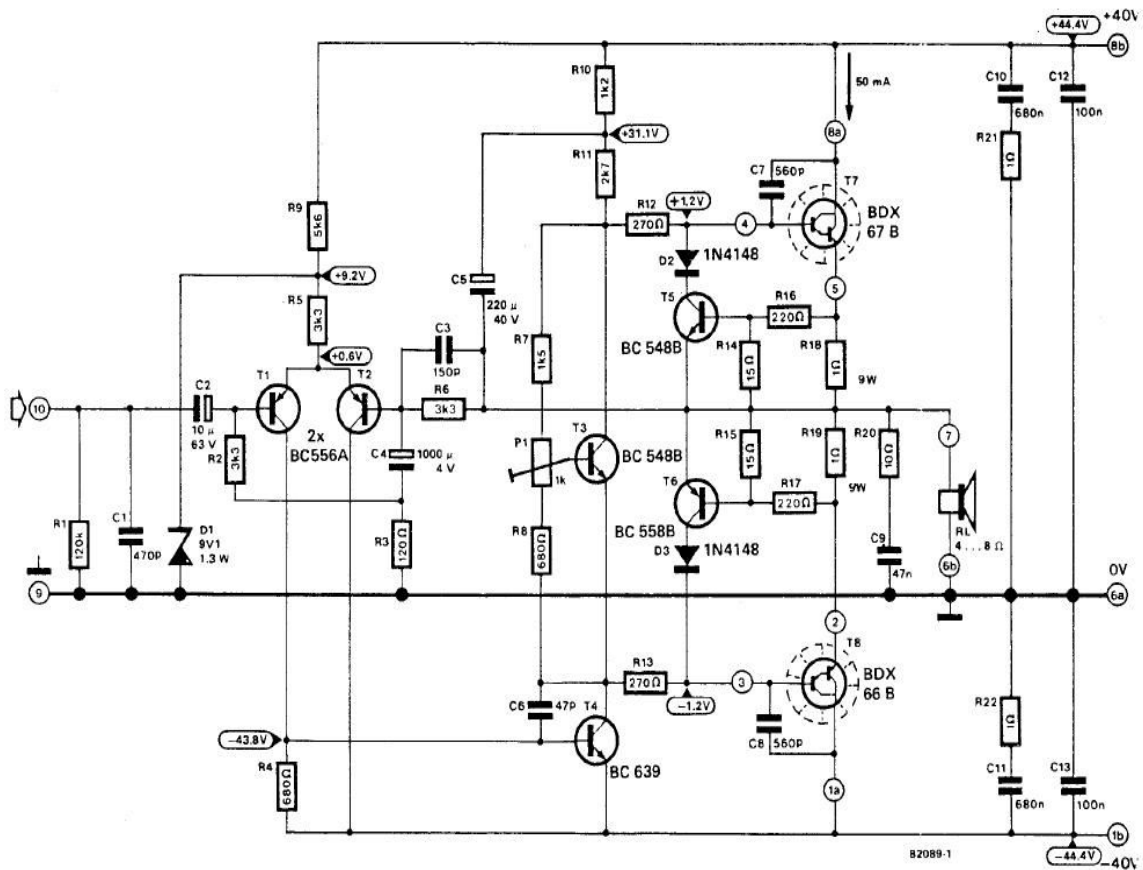 +44.4V
+40V
8b
R10
1k2
50 mA
C10
680n
C12
100n
+31.1V
8a
R11
2k7
R21
1Ω
C7
560p
T7
R9
5k6
R12
270Ω
+1.2V
4
BDX
67 B
+9.2V
D2
1N4148
C5
220 µ
40 V
R5
3k3
T5
R16
220Ω
5
C3
150p
R7
1k5
BC 548B
R14
15Ω
R18
1Ω
+0.6V
T1
T2
R6
3k3
9W
10
C2
10 µ
63 V
2x
BC556A
R2
3k3
C4
1000 µ
4 V
P1
1k
T3
BC 548B
R15
15Ω
R19
1Ω
R20
10Ω
7
T6
R17
220Ω
9W
BC 558B
R1
120k
C1
470p
D1
9V1
1.3 W
R3
120Ω
R8
680Ω
D3
1N4148
C9
47n
RL
4...8 Ω
6b
9
0V
6a
2
T8
R13
270Ω
3
BDX
66 B
C6
47p
T4
-1.2V
R22
1Ω
-43.8V
C8
560p
R4
680Ω
BC 639
1a
C11
680n
C13
100n
1b
82089-1
-44.4V
-40V